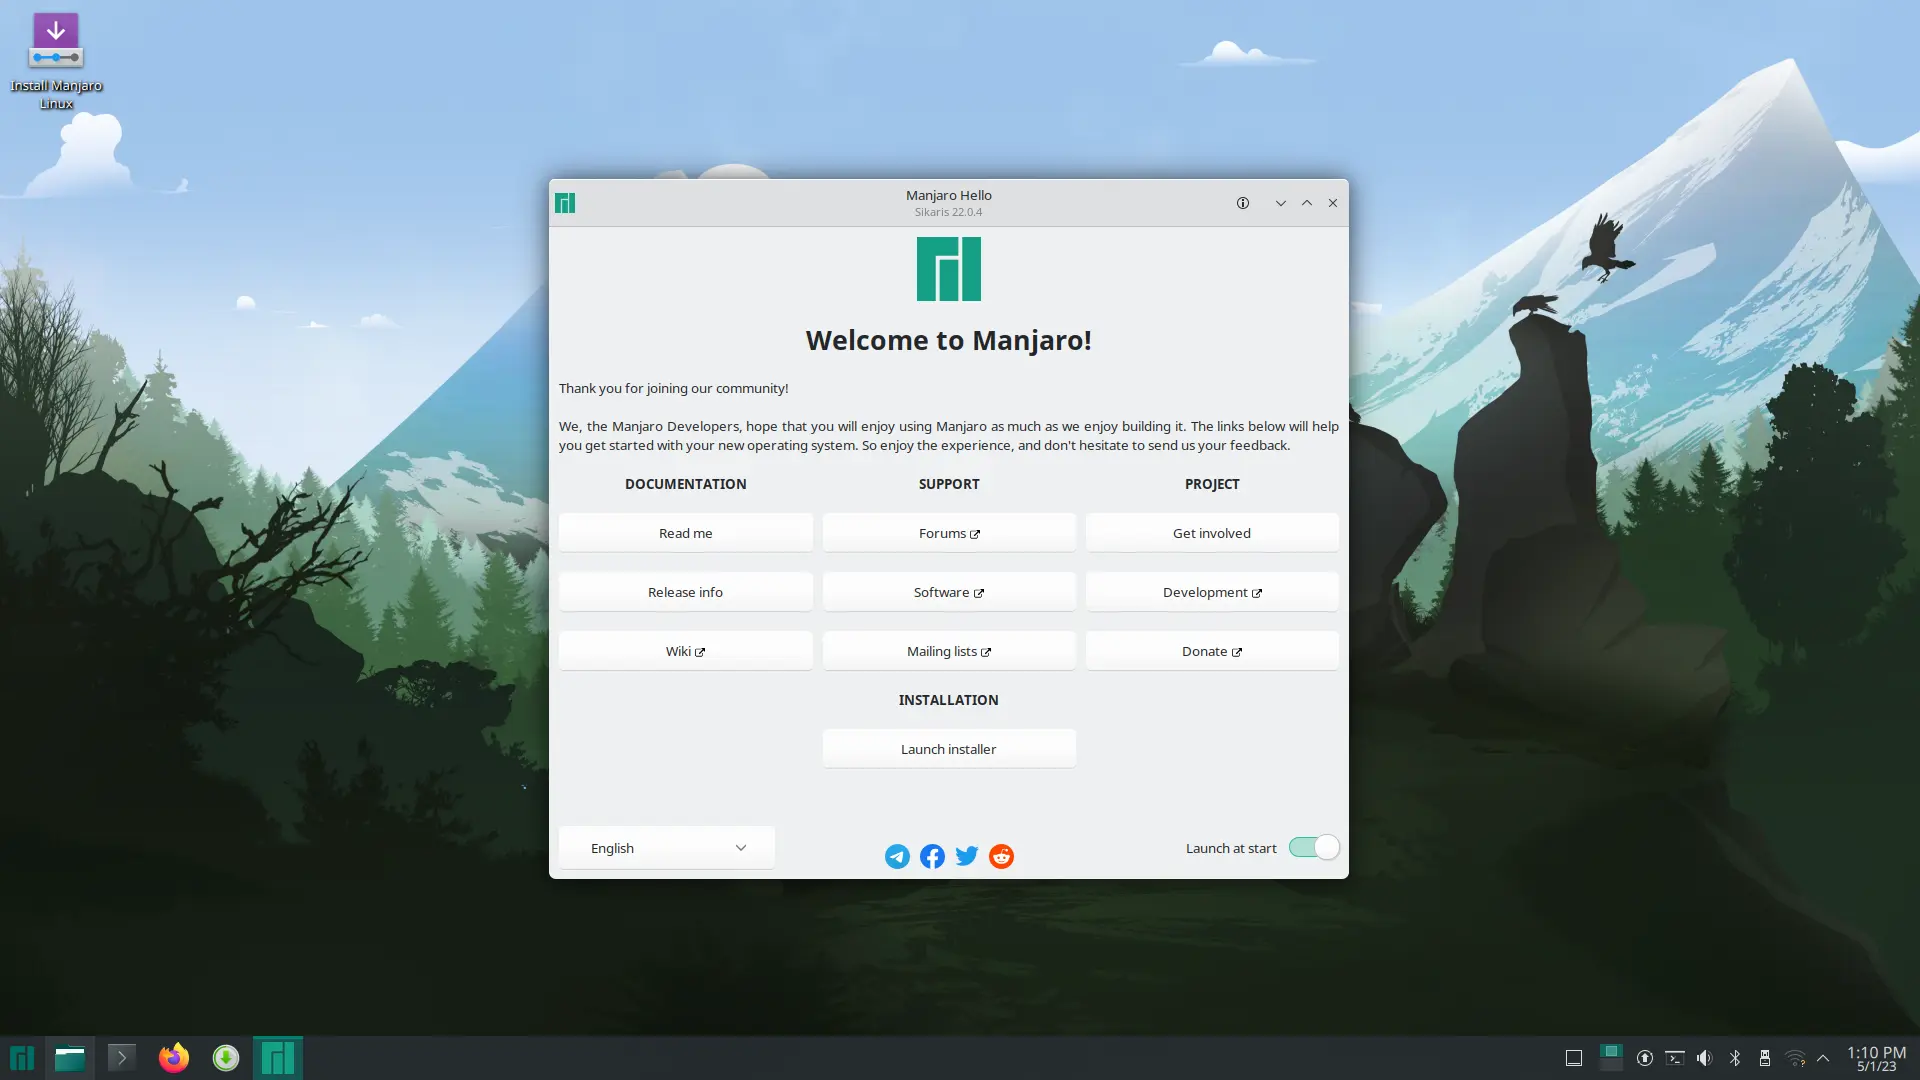 Install Manjaro
Linux
Manjaro Hello
Sikaris 22.0.4
Welcome to Manjaro!
Thank you for joining our community!
We, the Manjaro Developers, hope that you will enjoy using Manjaro as much as we enjoy building it. The links below will help
you get started with your new operating system. So enjoy the experience, and don't hesitate to send us your feedback.
DOCUMENTATION
SUPPORT
PROJECT
Read me
Forums
Get involved
Release info
Software
Development
Wiki
Mailing lists
Donate
INSTALLATION
Launch installer
English
Launch at start
1:10 PM
5/1/23